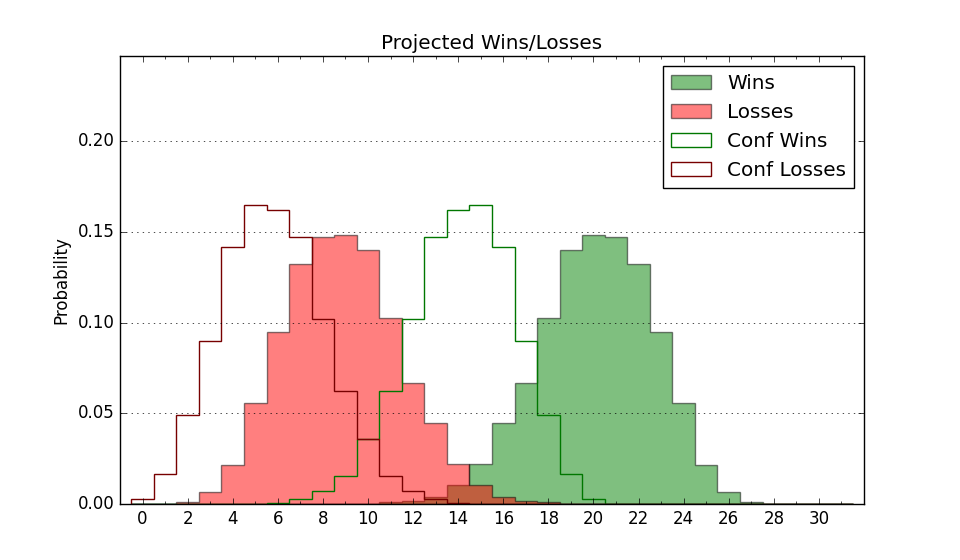 Projected Wins/Losses
Wins
Losses
Conf Wins
Conf Losses
Probability
0.20
0.15
0.10
0.05
0.00
0 2 4 6 8 10 12 14 16 18 20 22 24 26 28 30